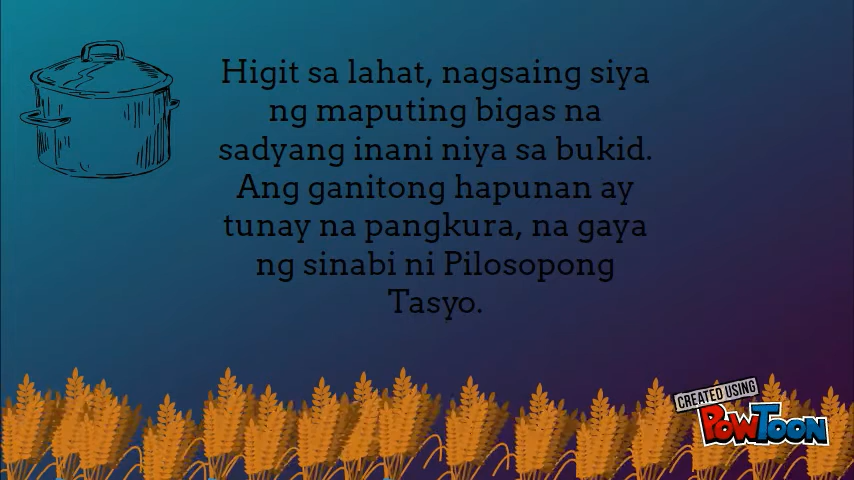 Higit sa lahat, nagsaing siya
ng maputing bigas na
sadyang inani niya sa bukid.
Ang ganitong hapunan ay
tunay na pangkura, na gaya
ng sinabi ni Pilosopong
Tasyo.
CREATED USING
POWTOON